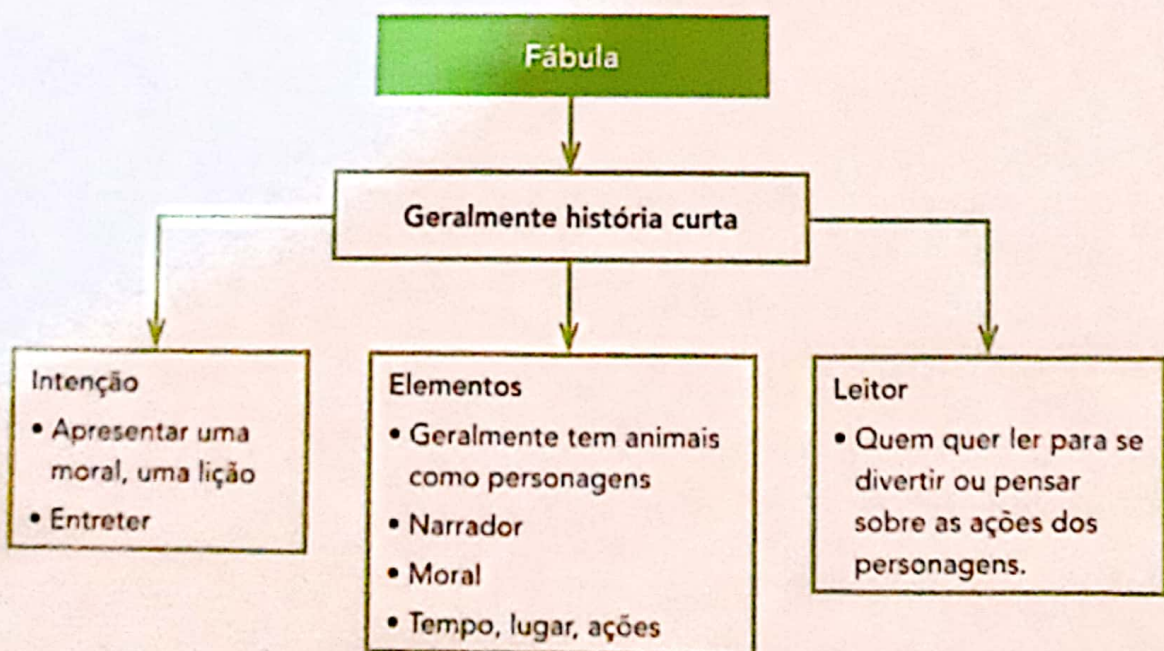 Fábula
Geralmente história curta
Intenção
• Apresentar uma
moral, uma lição
• Entreter
Elementos
• Geralmente tem animais
como personagens
• Narrador
• Moral
• Tempo, lugar, ações
Leitor
• Quem quer ler para se
divertir ou pensar
sobre as ações dos
personagens.